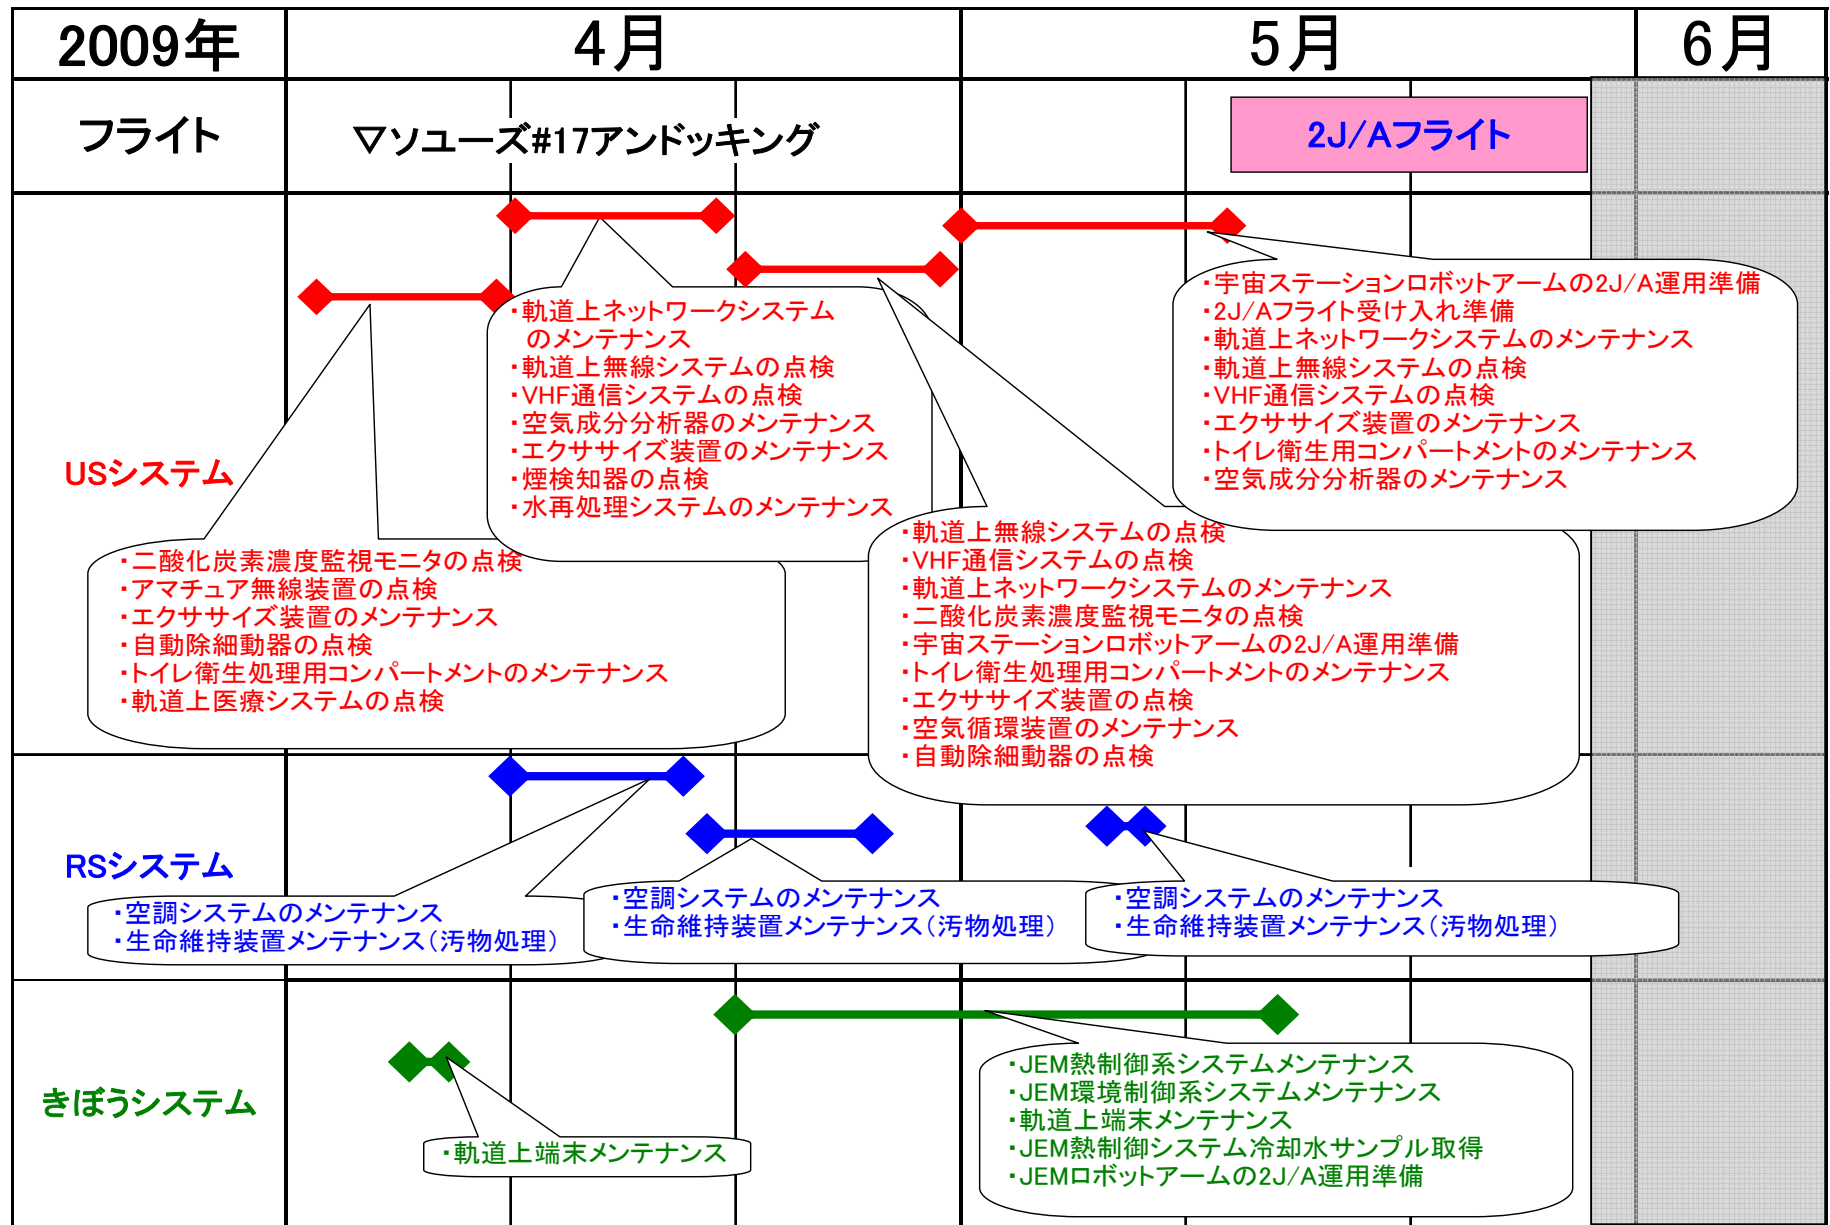 2009年
4月
5月
6月
フライト
▽ソユーズ#17アンドッキング
2J/Aフライト
USシステム
・二酸化炭素濃度監視モニタの点検
・アマチュア無線装置の点検
・エクササイズ装置のメンテナンス
・自動除細動器の点検
・トイレ衛生処理用コンパートメントのメンテナンス
・軌道上医療システムの点検
・軌道上ネットワークシステム
のメンテナンス
・軌道上無線システムの点検
・VHF通信システムの点検
・空気成分分析器のメンテナンス
・エクササイズ装置のメンテナンス
・煙検知器の点検
・水再処理システムのメンテナンス
・軌道上無線システムの点検
・VHF通信システムの点検
・軌道上ネットワークシステムのメンテナンス
・二酸化炭素濃度監視モニタの点検
・宇宙ステーションロボットアームの2J/A運用準備
・トイレ衛生処理用コンパートメントのメンテナンス
・エクササイズ装置の点検
・空気循環装置のメンテナンス
・自動除細動器の点検
・宇宙ステーションロボットアームの2J/A運用準備
・2J/Aフライト受け入れ準備
・軌道上ネットワークシステムのメンテナンス
・軌道上無線システムの点検
・VHF通信システムの点検
・エクササイズ装置のメンテナンス
・トイレ衛生用コンパートメントのメンテナンス
・空気成分分析器のメンテナンス
RSシステム
・空調システムのメンテナンス
・生命維持装置メンテナンス(汚物処理)
・空調システムのメンテナンス
・生命維持装置メンテナンス(汚物処理)
・空調システムのメンテナンス
・生命維持装置メンテナンス(汚物処理)
きぼうシステム
・軌道上端末メンテナンス
・JEM熱制御系システムメンテナンス
・JEM環境制御系システムメンテナンス
・軌道上端末メンテナンス
・JEM熱制御システム冷却水サンプル取得
・JEMロボットアームの2J/A運用準備